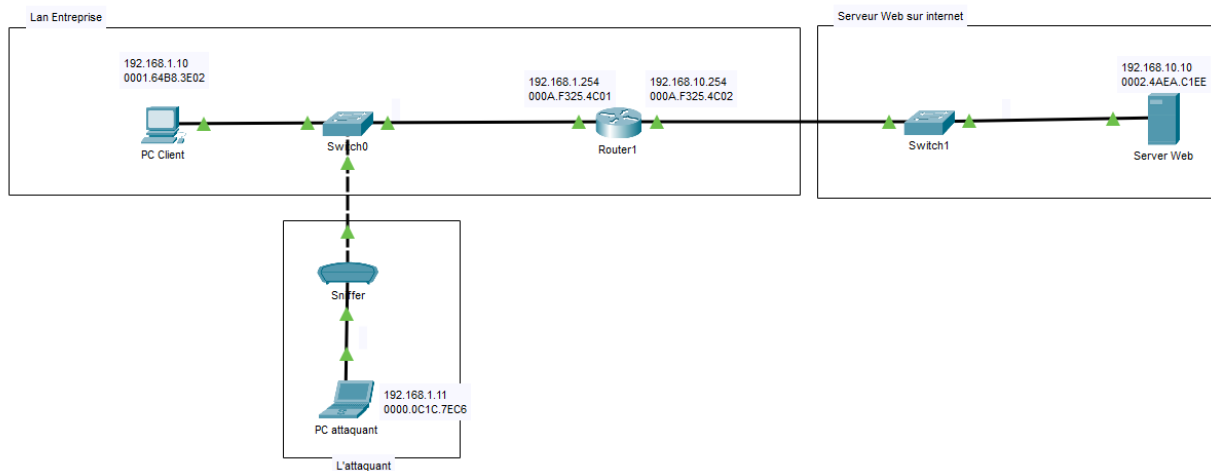 Lan Entreprise
Serveur Web sur internet
192.168.1.10
0001.64B8.3E02
192.168.1.254
000A.F325.4C01
192.168.10.254
000A.F325.4C02
192.168.10.10
0002.4AEA.C1EE
PC Client
Switch0
Router1
Switch1
Server Web
Sniffer
192.168.1.11
0000.0C1C.7EC6
PC attaquant
L'attaquant